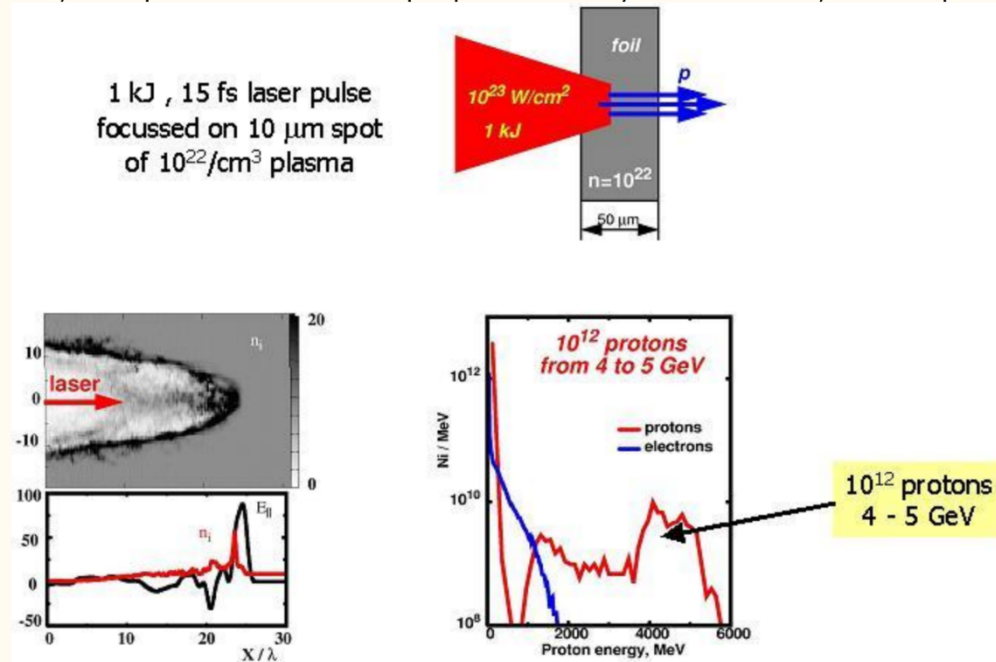 1 kJ , 15 fs laser pulse
focussed on 10 μm spot
of 10²²/cm³ plasma
foil
p
10²³ W/cm²
1 kJ
n=10²²
50 μm
20
nᵢ
10
laser
0
-10
0
100
E||
nᵢ
50
0
-50
0 10 20 30
X / λ
10¹² protons
from 4 to 5 GeV
10¹²
protons
electrons
Ni / MeV
10¹⁰
10⁸
0 2000 4000 6000
Proton energy, MeV
10¹² protons
4 - 5 GeV